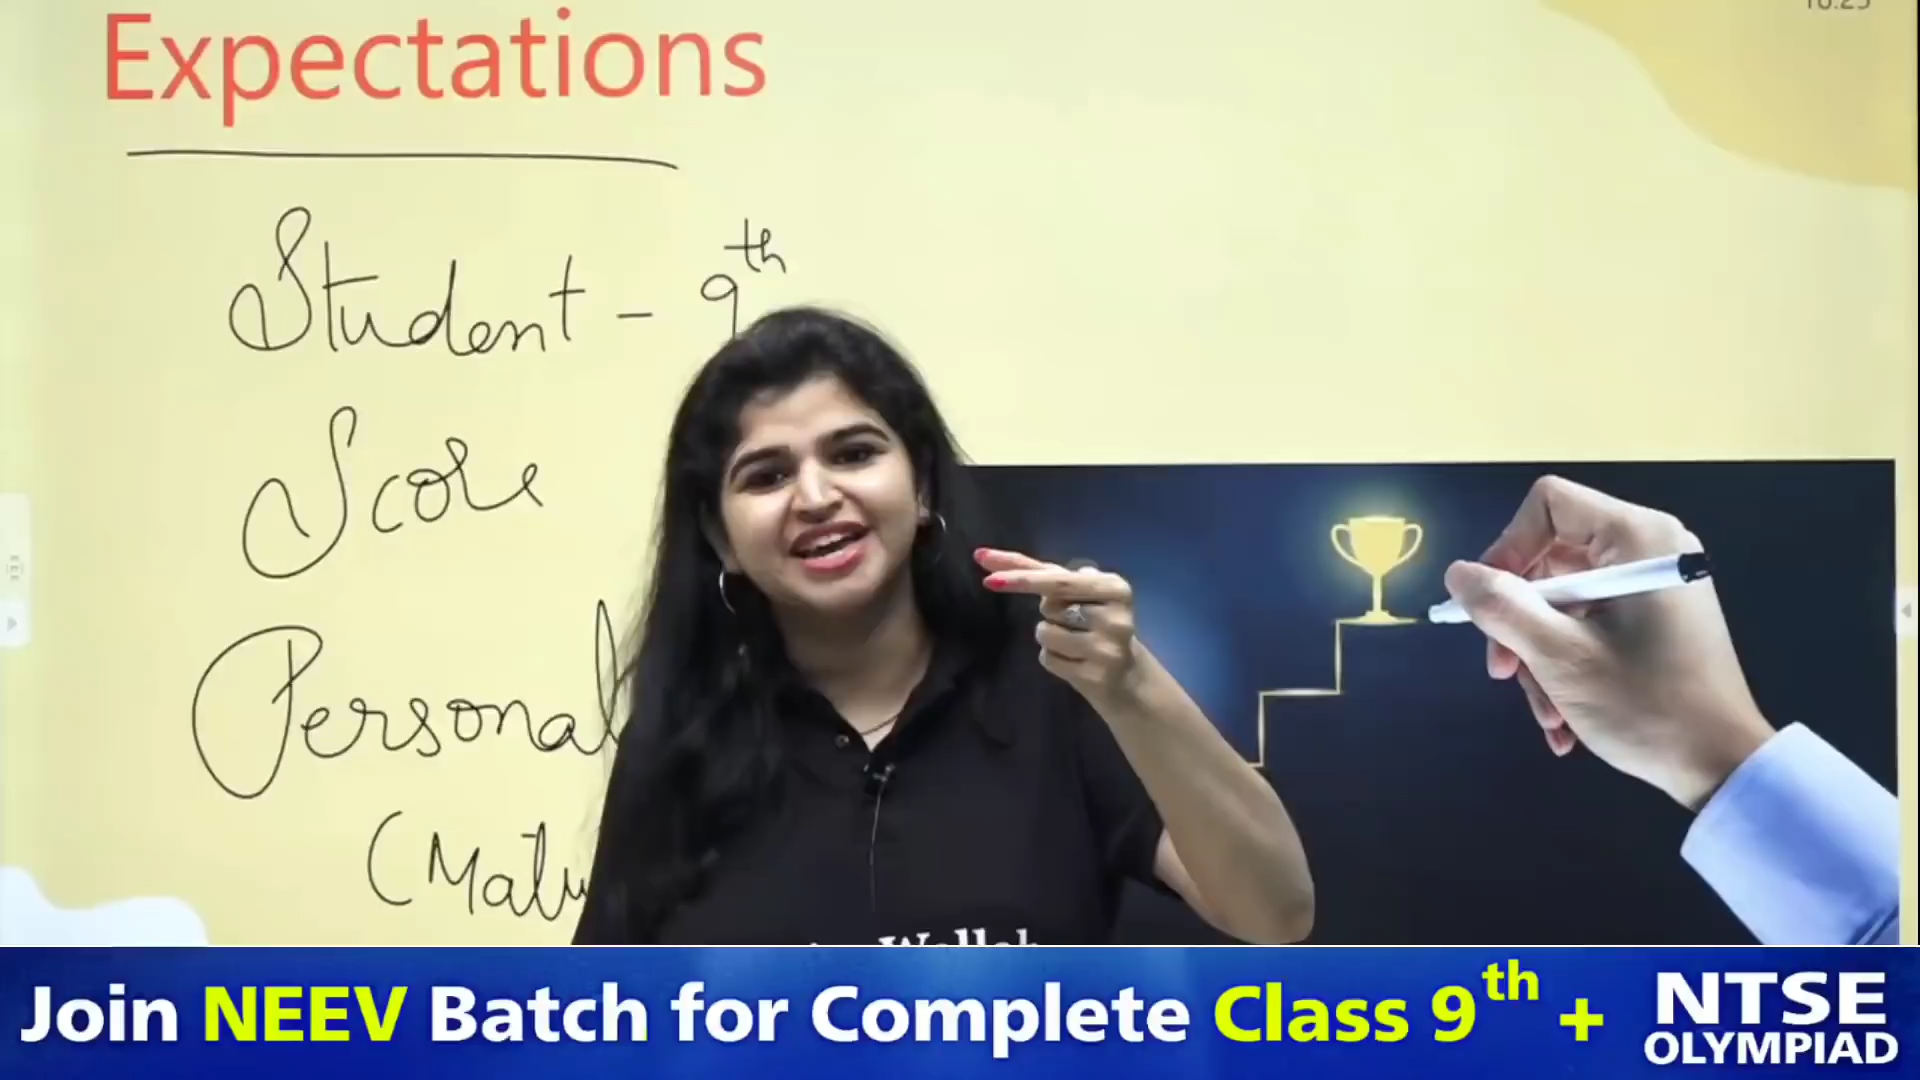 Expectations
Student - 9th
Score
Personal
(Matu
Join NEEV Batch for Complete Class 9th + NTSE OLYMPIAD